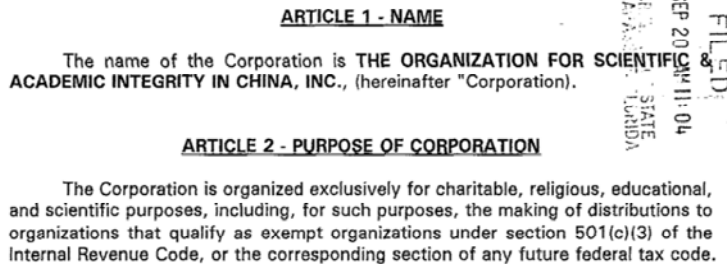 ARTICLE 1 - NAME
The name of the Corporation is THE ORGANIZATION FOR SCIENTIFIC &
ACADEMIC INTEGRITY IN CHINA, INC., (hereinafter "Corporation).
ARTICLE 2 - PURPOSE OF CORPORATION
The Corporation is organized exclusively for charitable, religious, educational,
and scientific purposes, including, for such purposes, the making of distributions to
organizations that qualify as exempt organizations under section 501(c)(3) of the
Internal Revenue Code, or the corresponding section of any future federal tax code.
FILED
SEP 20 AM 11:04
STATE